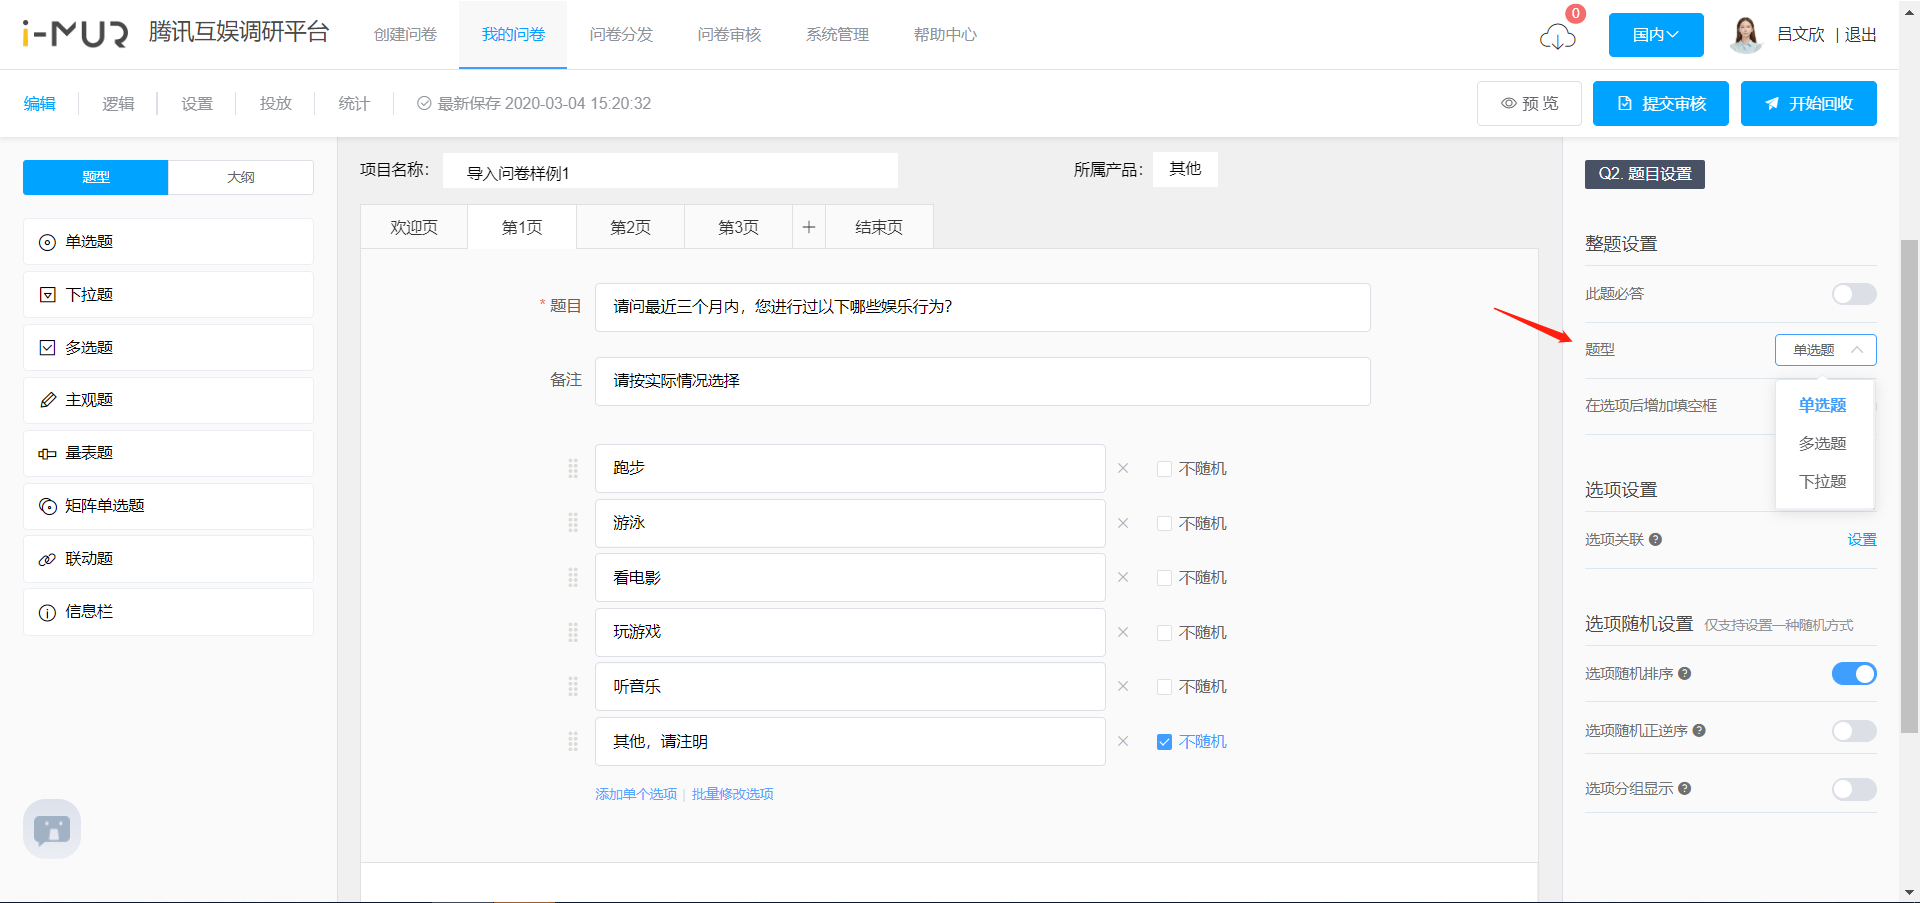 i-MUR 腾讯互娱调研平台 创建问卷 我的问卷 问卷分发 问卷审核 系统管理 帮助中心 0 国内 吕文欣 | 退出
编辑 逻辑 设置 投放 统计 最新保存 2020-03-04 15:20:32 预 览 提交审核 开始回收
题型 大纲
单选题
下拉题
多选题
主观题
量表题
矩阵单选题
联动题
信息栏
项目名称： 导入问卷样例1 所属产品： 其他
欢迎页 第1页 第2页 第3页 + 结束页
* 题目 请问最近三个月内，您进行过以下哪些娱乐行为?
备注 请按实际情况选择
跑步 × 不随机
游泳 × 不随机
看电影 × 不随机
玩游戏 × 不随机
听音乐 × 不随机
其他，请注明 × 不随机
添加单个选项 | 批量修改选项
Q2. 题目设置
整题设置
此题必答
题型 单选题
单选题
多选题
下拉题
在选项后增加填空框
选项设置
选项关联 ? 设置
选项随机设置 仅支持设置一种随机方式
选项随机排序 ?
选项随机正逆序 ?
选项分组显示 ?